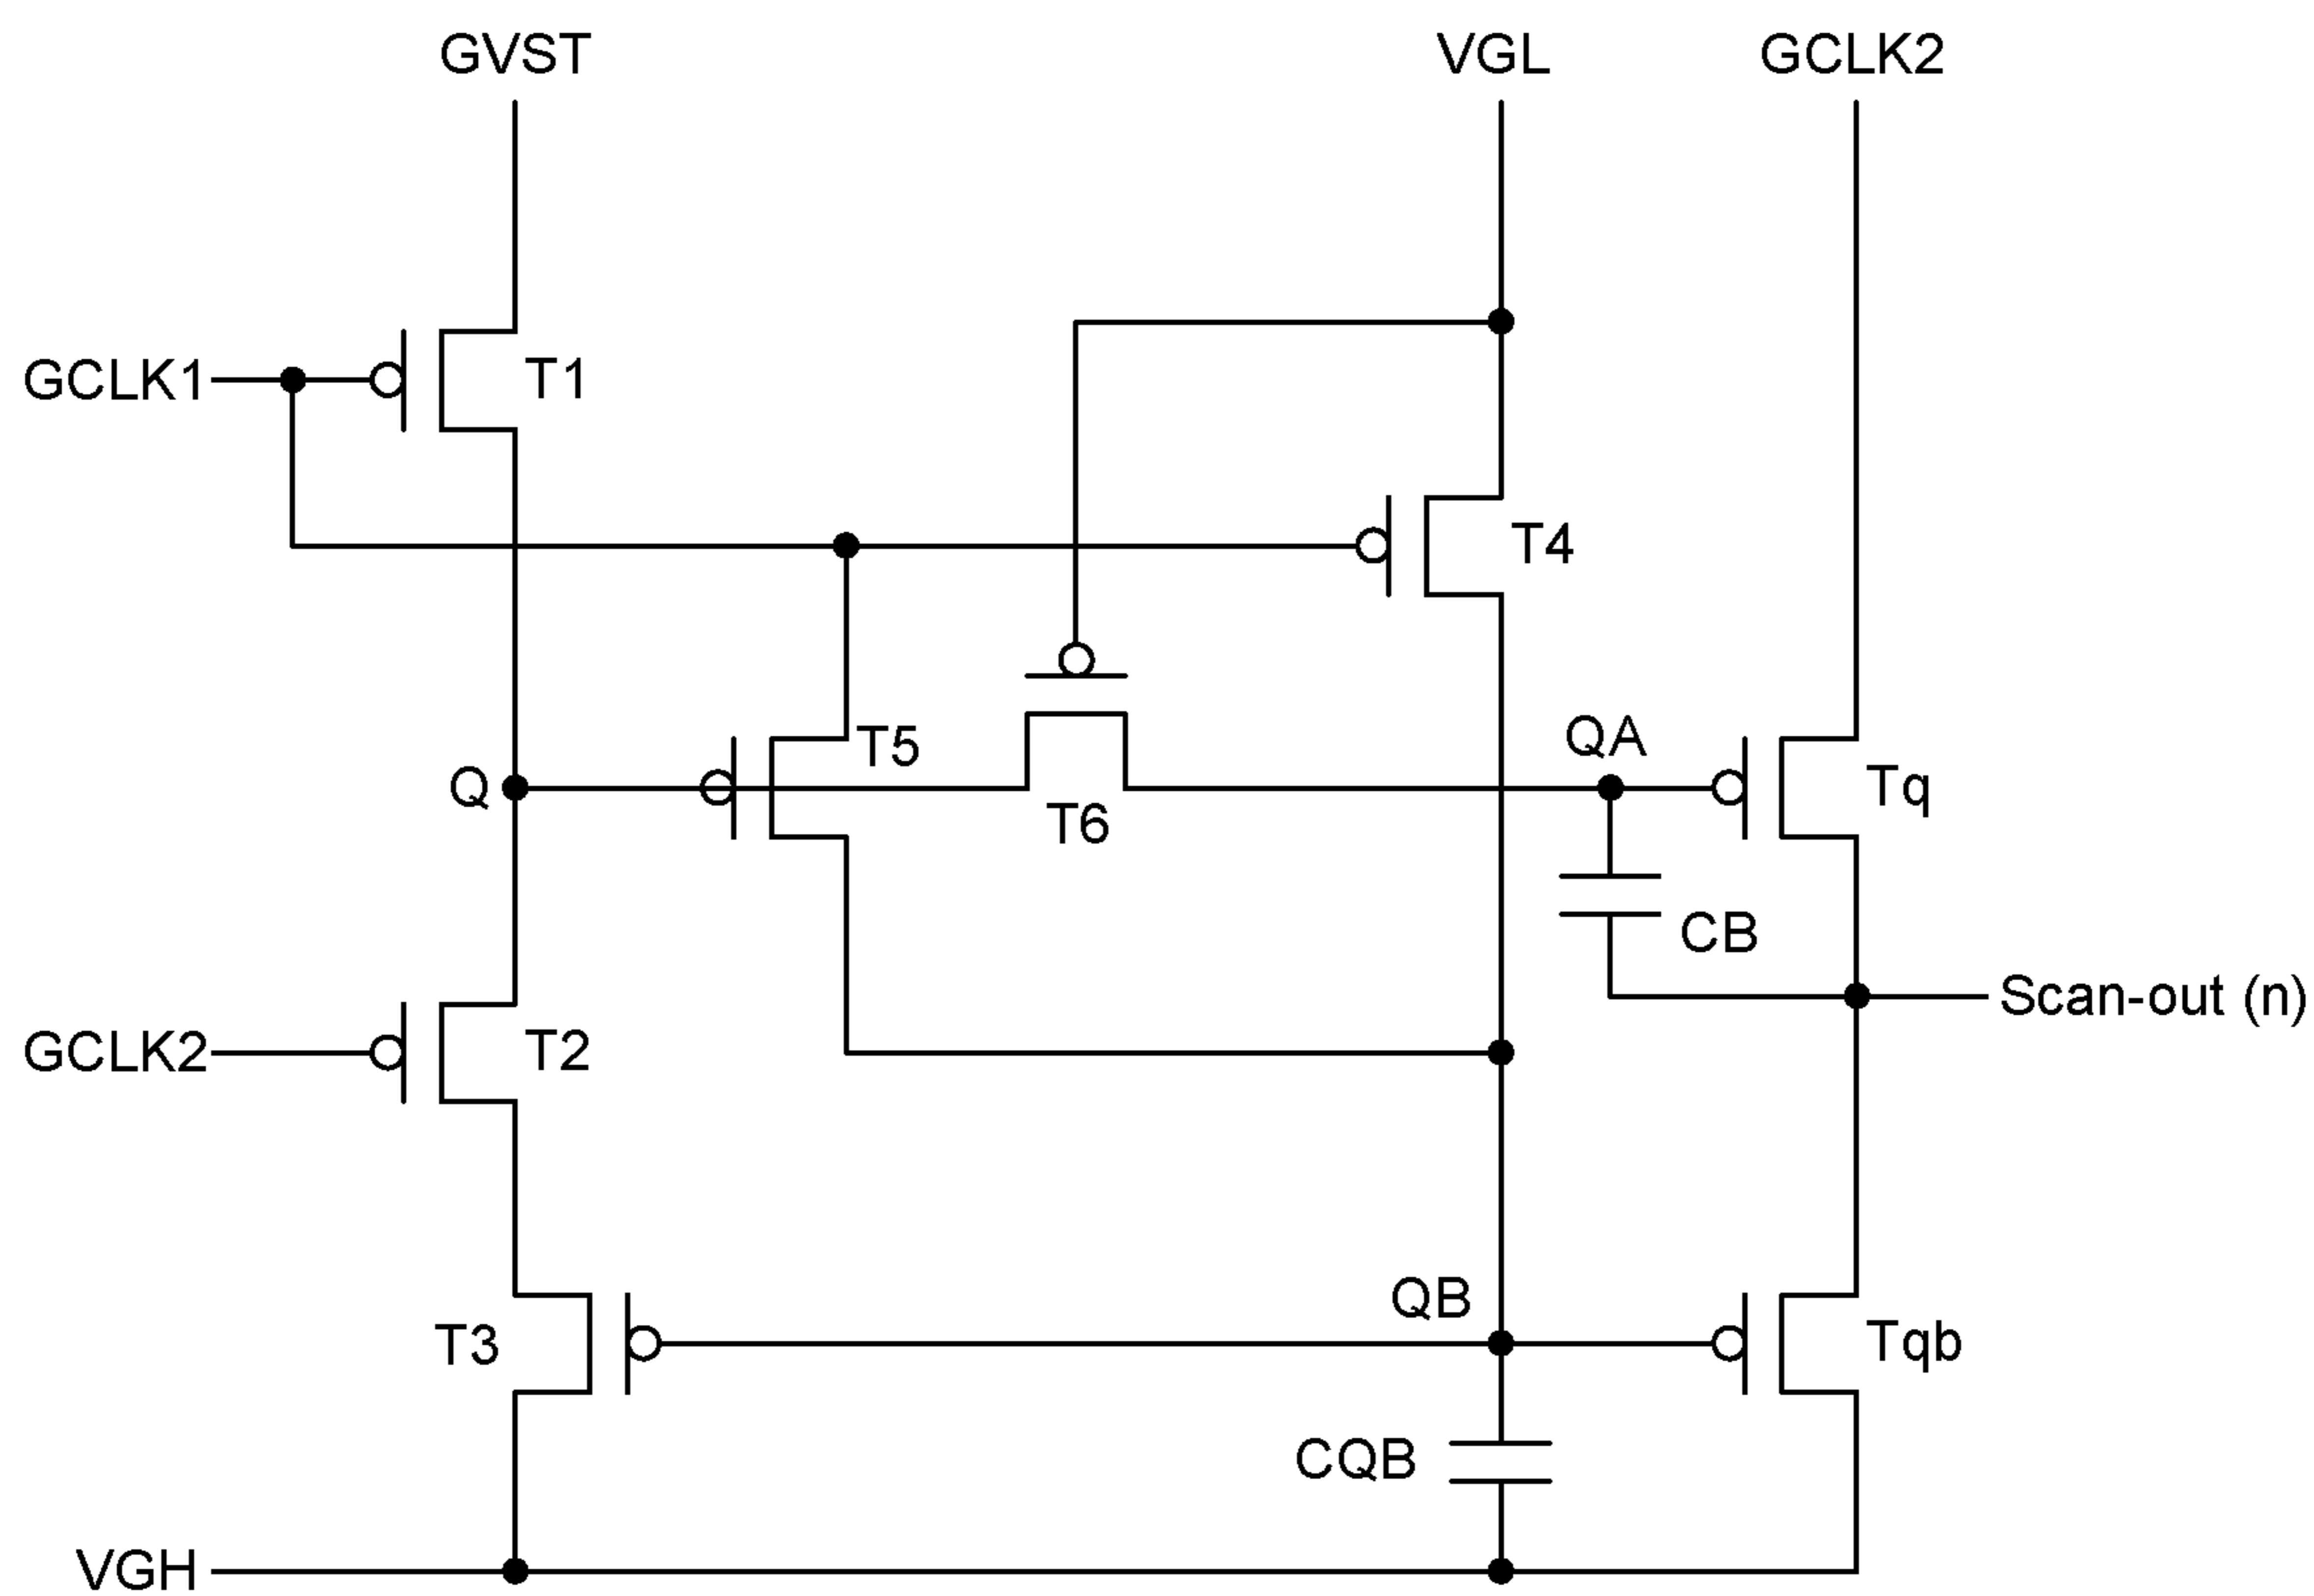 GVST
VGL
GCLK2
GCLK1
T1
T4
QA
T5
Q
Tq
T6
CB
Scan-out (n)
GCLK2
T2
QB
T3
Tqb
CQB
VGH